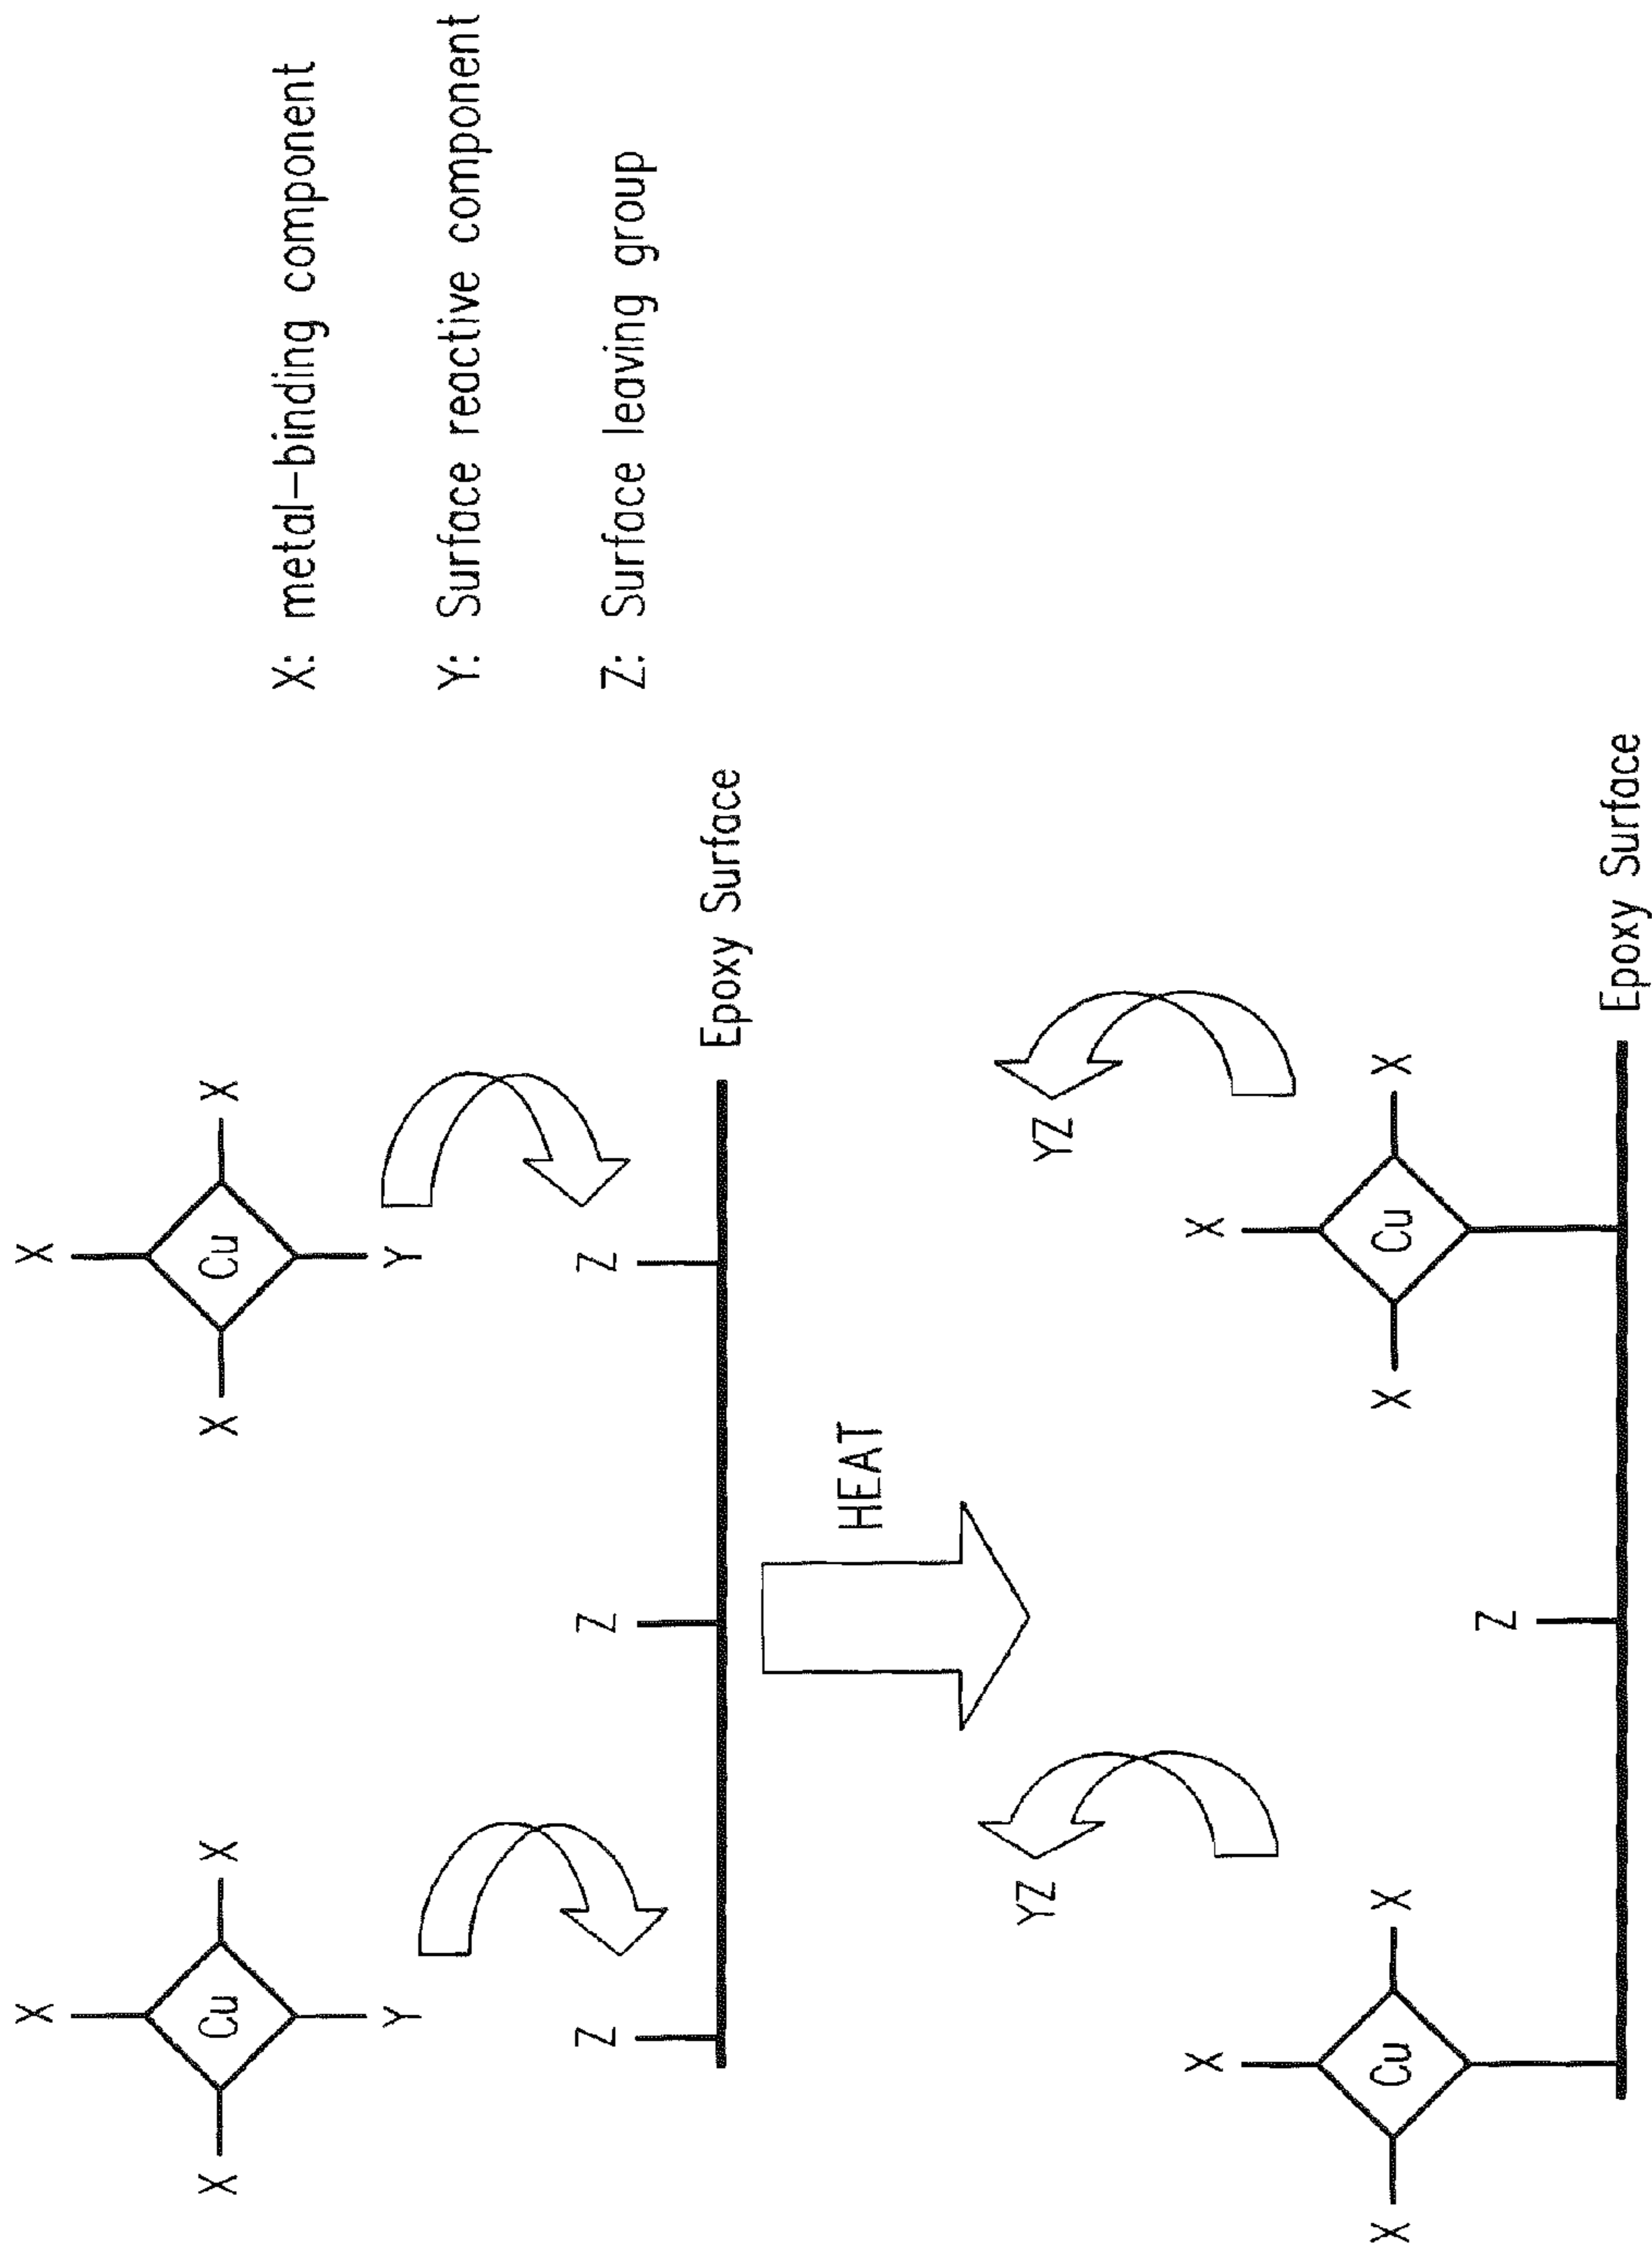 X X
X Cu X X Cu X
Y Y
Z Z Z
Epoxy Surface
X: metal-binding component
Y: Surface reactive component
Z: Surface leaving group
HEAT
YZ YZ
X X
X Cu X X Cu X
Z
Epoxy Surface